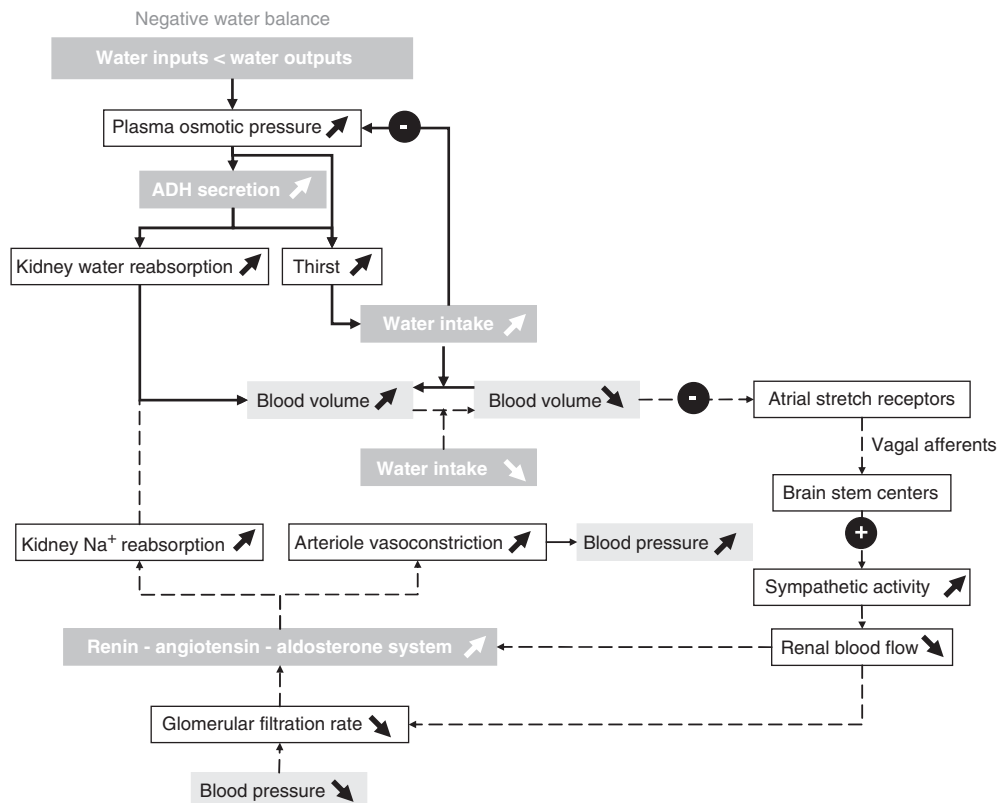 Negative water balance
Water inputs < water outputs
Plasma osmotic pressure
-
ADH secretion
Kidney water reabsorption
Thirst
Water intake
Blood volume
Blood volume
-
Atrial stretch receptors
Vagal afferents
Water intake
Brain stem centers
Kidney Na⁺ reabsorption
Arteriole vasoconstriction
Blood pressure
+
Sympathetic activity
Renin - angiotensin - aldosterone system
Renal blood flow
Glomerular filtration rate
Blood pressure